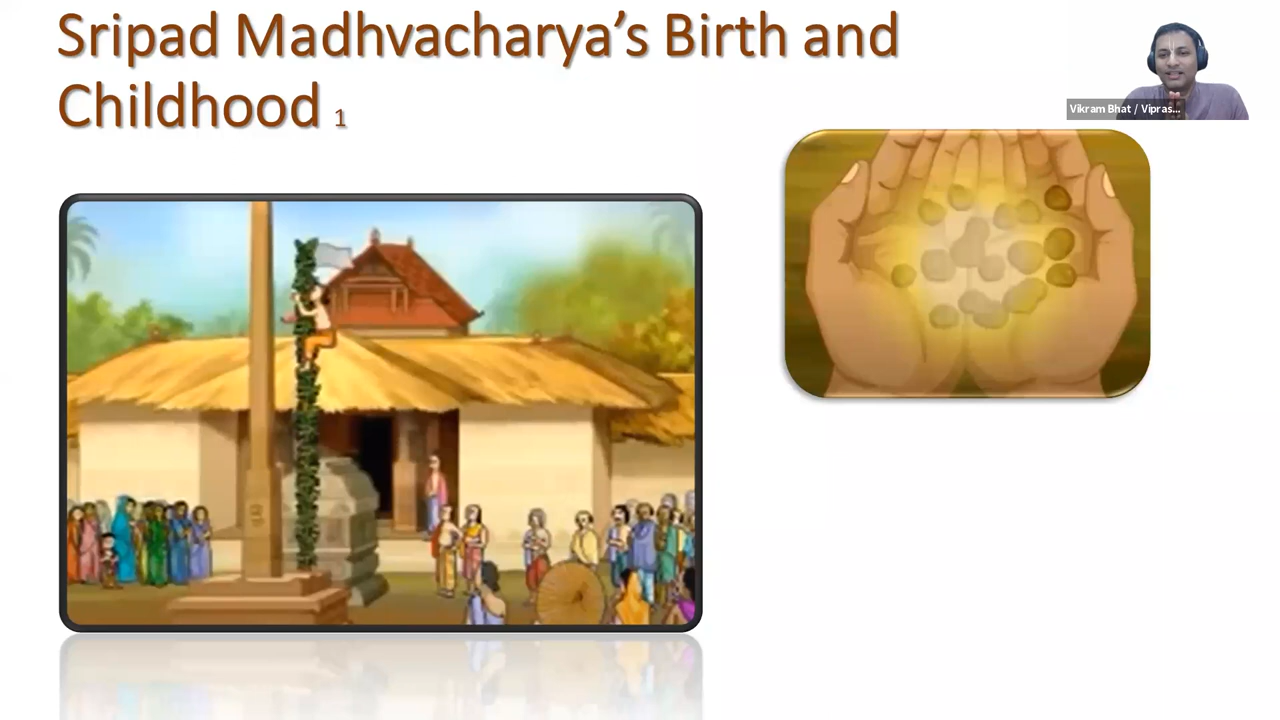 Sripad Madhvacharya’s Birth and
Childhood 1
Vikram Bhat / Vipras...